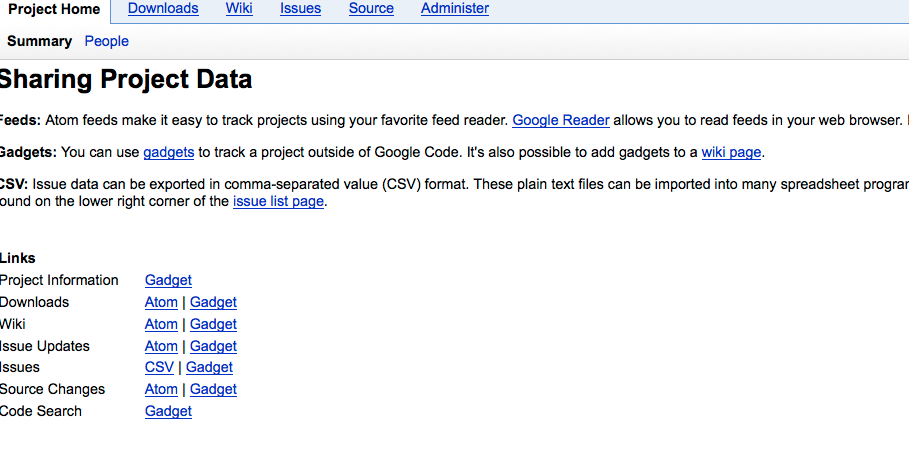 Project Home Downloads Wiki Issues Source Administer
Summary People
Sharing Project Data
Feeds: Atom feeds make it easy to track projects using your favorite feed reader. Google Reader allows you to read feeds in your web browser.
Gadgets: You can use gadgets to track a project outside of Google Code. It's also possible to add gadgets to a wiki page.
CSV: Issue data can be exported in comma-separated value (CSV) format. These plain text files can be imported into many spreadsheet progra
ound on the lower right corner of the issue list page.
Links
Project Information Gadget
Downloads Atom | Gadget
Wiki Atom | Gadget
Issue Updates Atom | Gadget
Issues CSV | Gadget
Source Changes Atom | Gadget
Code Search Gadget